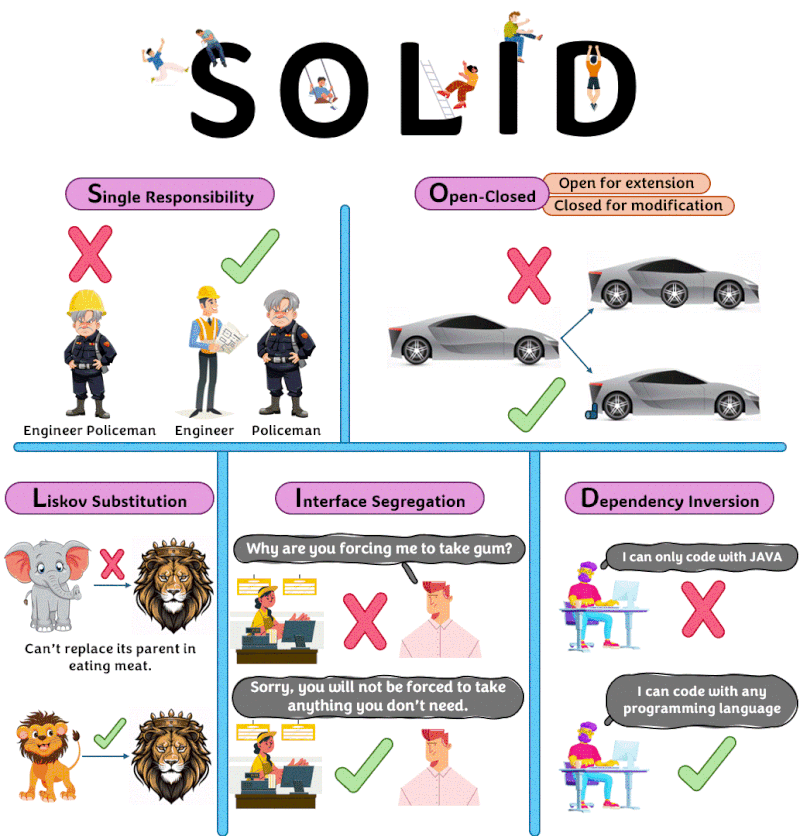 SOLID
Single Responsibility
Engineer Policeman
Engineer
Policeman
Open-Closed
Open for extension
Closed for modification
Liskov Substitution
Can't replace its parent in
eating meat.
Interface Segregation
Why are you forcing me to take gum?
Sorry, you will not be forced to take
anything you don't need.
Dependency Inversion
I can only code with JAVA
I can code with any
programming language